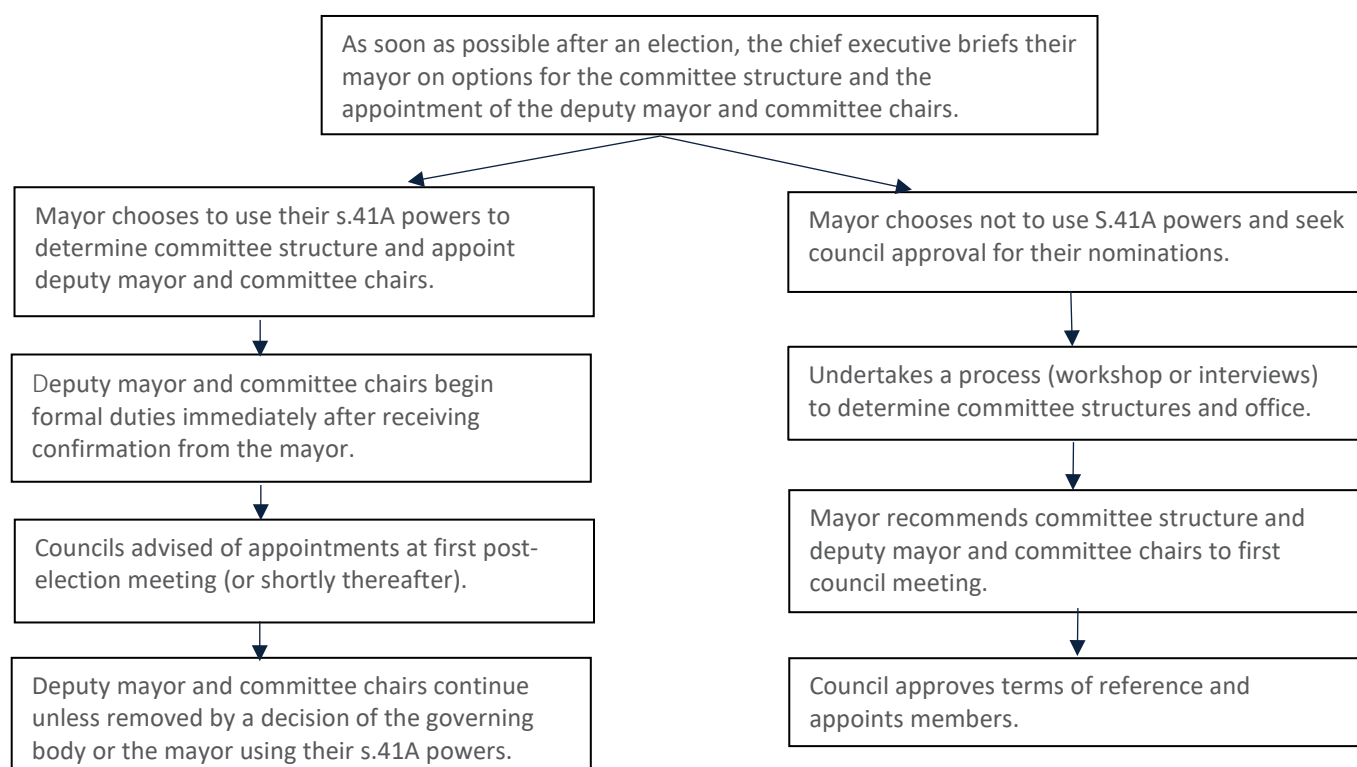 As soon as possible after an election, the chief executive briefs their
mayor on options for the committee structure and the
appointment of the deputy mayor and committee chairs.
Mayor chooses to use their s.41A powers to
determine committee structure and appoint
deputy mayor and committee chairs.
Deputy mayor and committee chairs begin
formal duties immediately after receiving
confirmation from the mayor.
Councils advised of appointments at first post-
election meeting (or shortly thereafter).
Deputy mayor and committee chairs continue
unless removed by a decision of the governing
body or the mayor using their s.41A powers.
Mayor chooses not to use S.41A powers and seek
council approval for their nominations.
Undertakes a process (workshop or interviews)
to determine committee structures and office.
Mayor recommends committee structure and
deputy mayor and committee chairs to first
council meeting.
Council approves terms of reference and
appoints members.